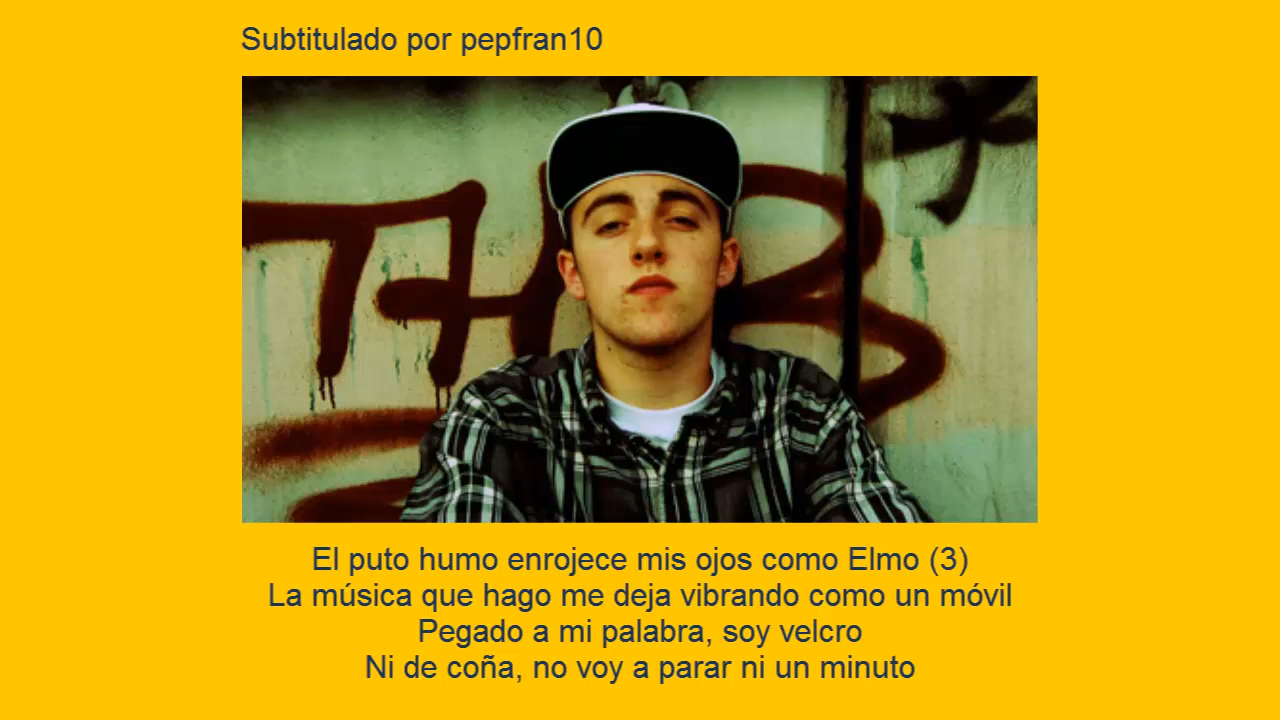 Subtitulado por pepfran10
El puto humo enrojece mis ojos como Elmo (3)
La música que hago me deja vibrando como un móvil
Pegado a mi palabra, soy velcro
Ni de coña, no voy a parar ni un minuto